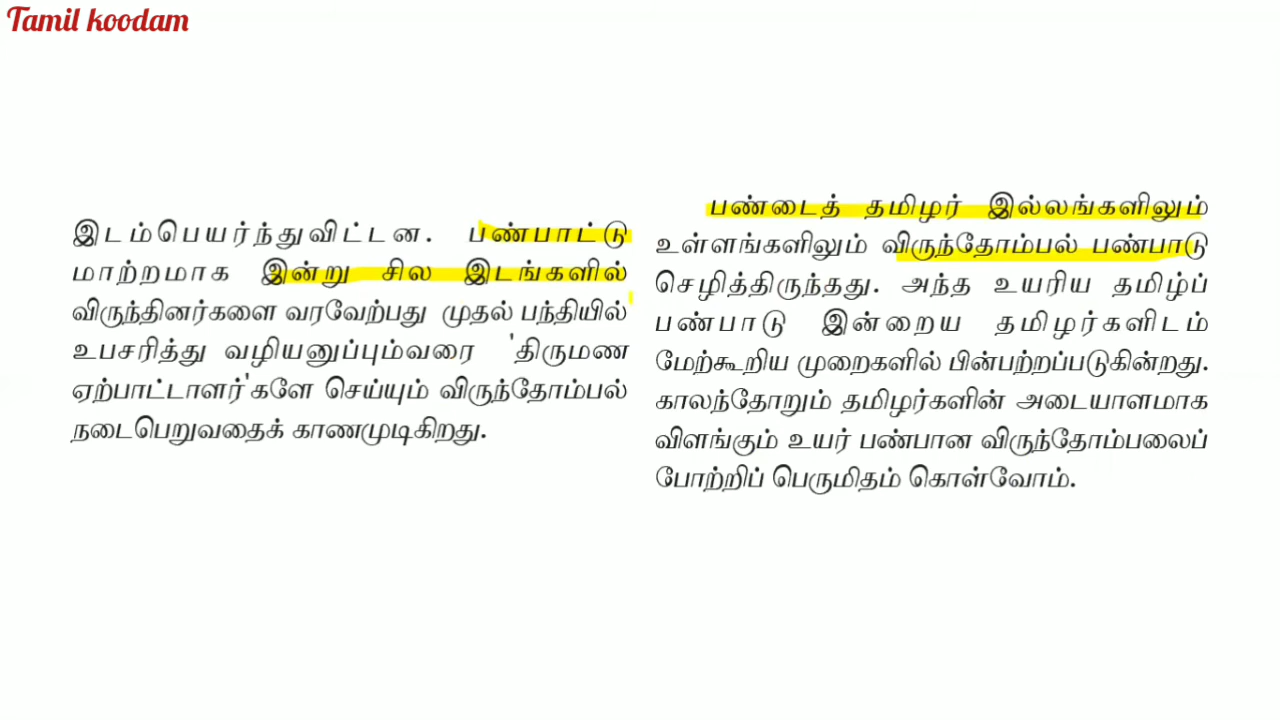 Tamil koodam
இடம்பெயர்ந்துவிட்டன. பண்பாட்டு
மாற்றமாக இன்று சில இடங்களில்
விருந்தினர்களை வரவேற்பது முதல் பந்தியில்
உபசரித்து வழியனுப்பும்வரை 'திருமண
ஏற்பாட்டாளர்'களே செய்யும் விருந்தோம்பல்
நடைபெறுவதைக் காணமுடிகிறது.
பண்டைத் தமிழர் இல்லங்களிலும்
உள்ளங்களிலும் விருந்தோம்பல் பண்பாடு
செழித்திருந்தது. அந்த உயரிய தமிழ்ப்
பண்பாடு இன்றைய தமிழர்களிடம்
மேற்கூறிய முறைகளில் பின்பற்றப்படுகின்றது.
காலந்தோறும் தமிழர்களின் அடையாளமாக
விளங்கும் உயர் பண்பான விருந்தோம்பலைப்
போற்றிப் பெருமிதம் கொள்வோம்.